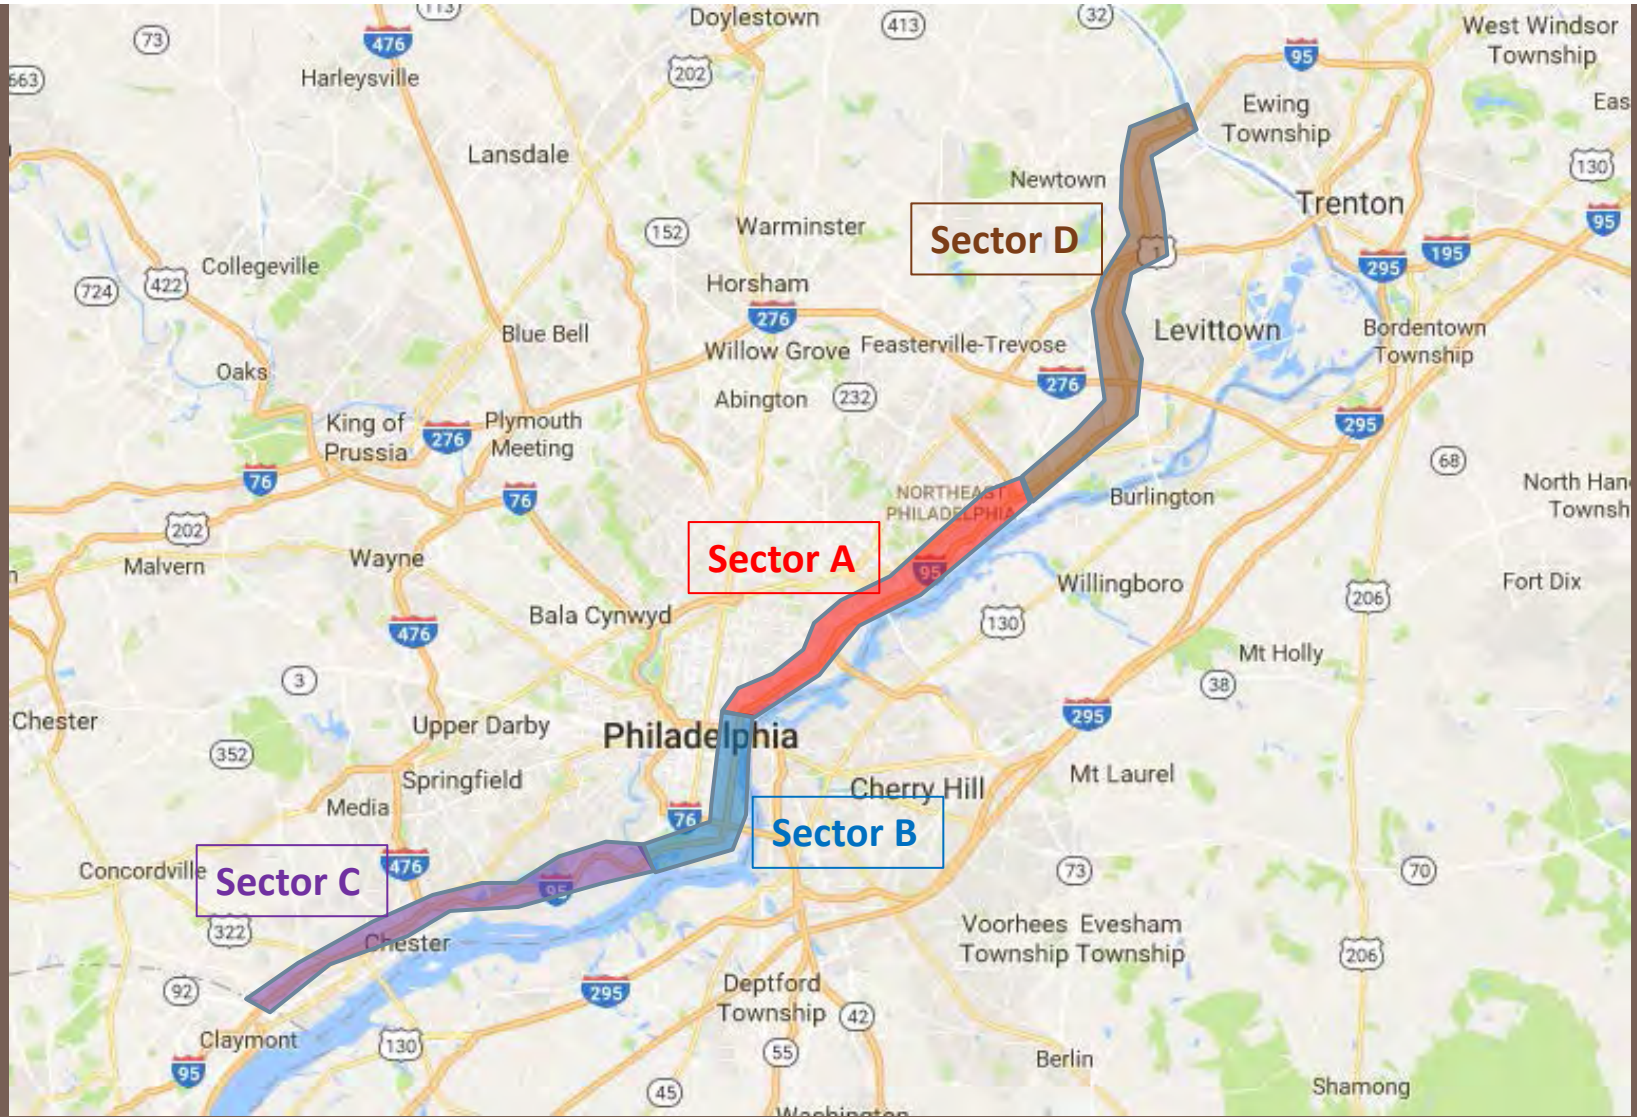 113
Doylestown
413
32
West Windsor
Township
73
476
95
Harleysville
202
663
Eas
Ewing
Township
Lansdale
130
Newtown
Trenton
95
152
Warminster
Sector D
1
195
295
Collegeville
422
724
Horsham
276
Blue Bell
Willow Grove
Feasterville-Trevose
Levittown
Bordentown
Township
Oaks
276
Abington
232
King of
Prussia
276
Plymouth
Meeting
295
68
76
76
NORTHEAST
PHILADELPHIA
Burlington
North Han
Townsh
202
Malvern
Wayne
Sector A
95
Willingboro
206
Fort Dix
Bala Cynwyd
476
130
Mt Holly
3
38
Chester
Upper Darby
Philadelphia
295
352
Springfield
Cherry Hill
Mt Laurel
Media
76
Sector B
Concordville
Sector C
476
95
73
70
322
Chester
Voorhees
Township
Evesham
Township
206
92
295
Deptford
Township
42
Claymont
130
55
Berlin
95
45
Shamong
Washington